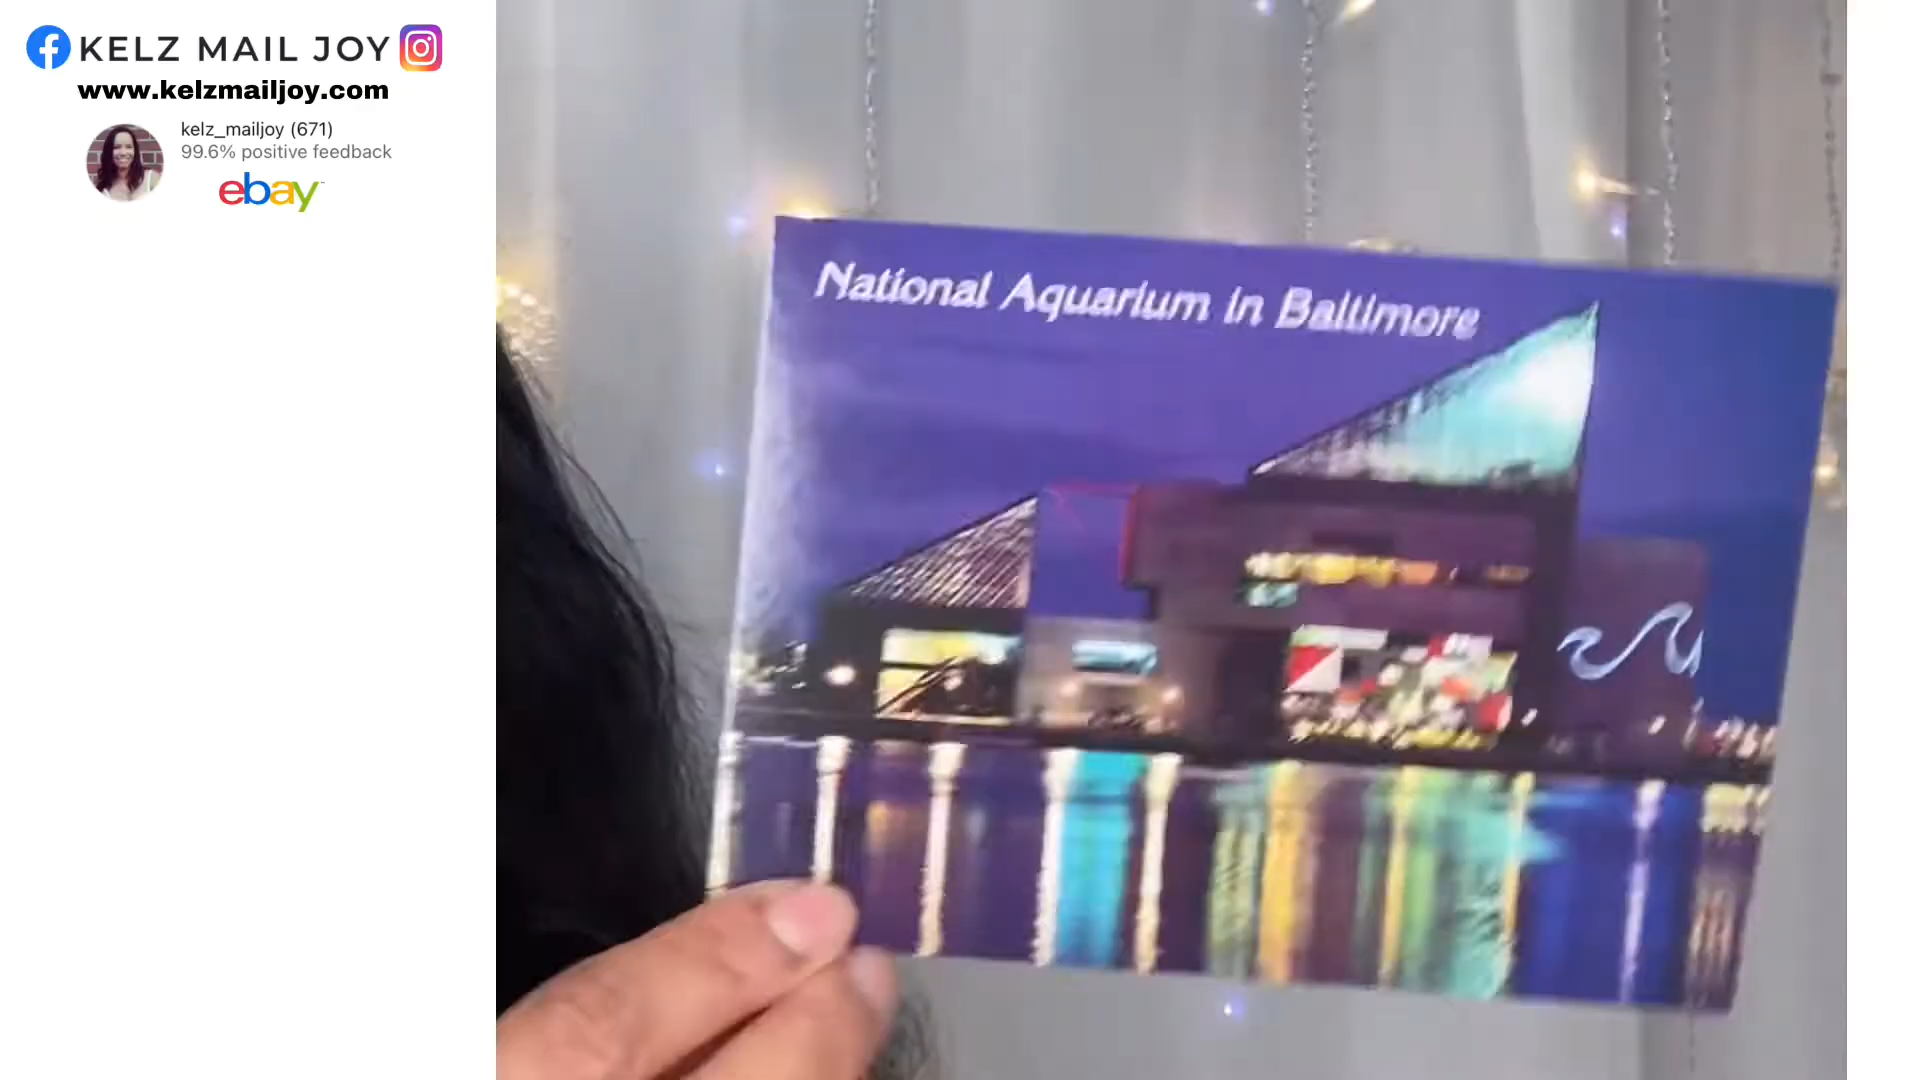 KELZ MAIL JOY
www.kelzmailjoy.com
kelz_mailjoy (671)
99.6% positive feedback
ebay
National Aquarium in Baltimore